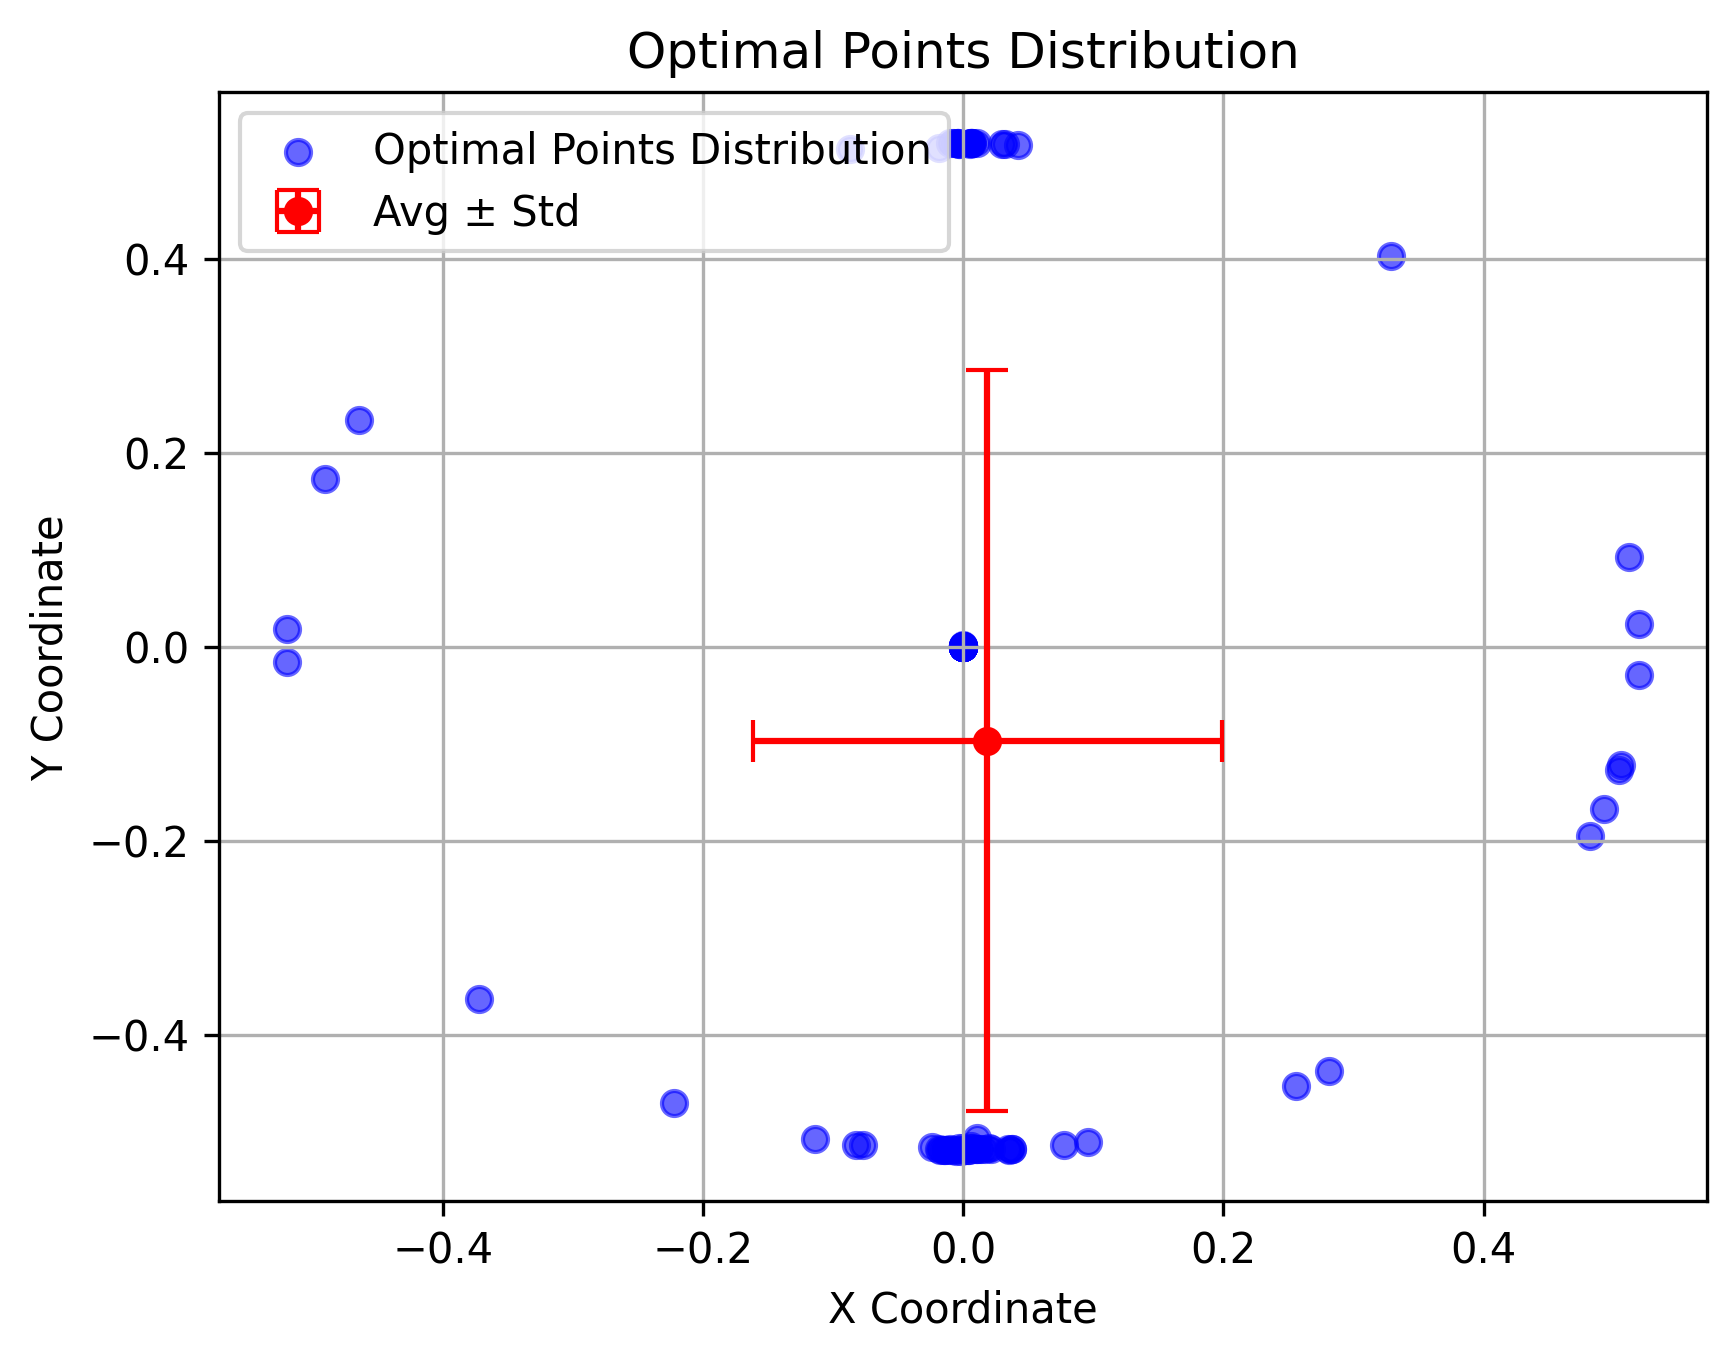 Optimal Points Distribution
Optimal Points Distribution
Avg ± Std
0.4
0.2
0.0
−0.2
−0.4
Y Coordinate
−0.4
−0.2
0.0
0.2
0.4
X Coordinate